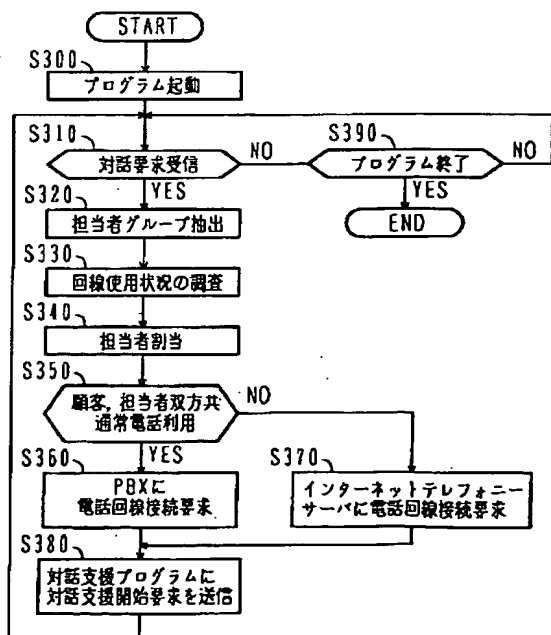 START
S300
プログラム起動
S310
対話要求受信
NO
S390
プログラム終了
NO
YES
YES
END
S320
担当者グループ抽出
S330
回線使用状況の調査
S340
担当者割当
S350
顧客,担当者双方共
通常電話利用
NO
YES
S360
PBXに
電話回線接続要求
S370
インターネットテレフォニー
サーバに電話回線接続要求
S380
対話支援プログラムに
対話支援開始要求を送信